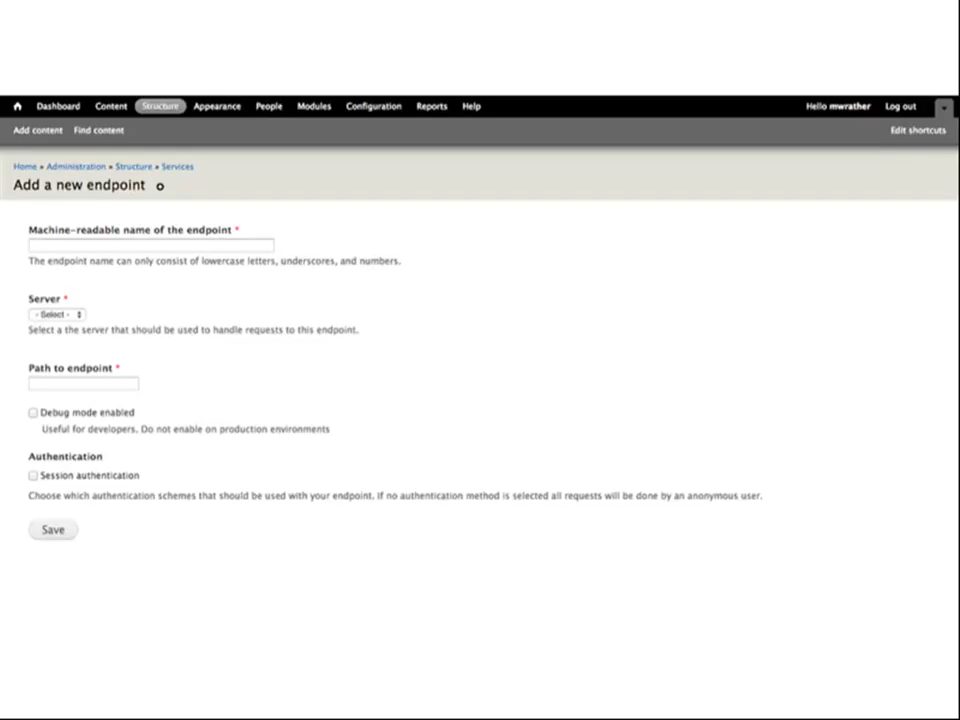 Dashboard Content Structure Appearance People Modules Configuration Reports Help Hello mwrather Log out
Add content Find content Edit shortcuts
Home » Administration » Structure » Services
Add a new endpoint
Machine-readable name of the endpoint *
The endpoint name can only consist of lowercase letters, underscores, and numbers.
Server *
- Select -
Select a the server that should be used to handle requests to this endpoint.
Path to endpoint *
Debug mode enabled
Useful for developers. Do not enable on production environments
Authentication
Session authentication
Choose which authentication schemes that should be used with your endpoint. If no authentication method is selected all requests will be done by an anonymous user.
Save